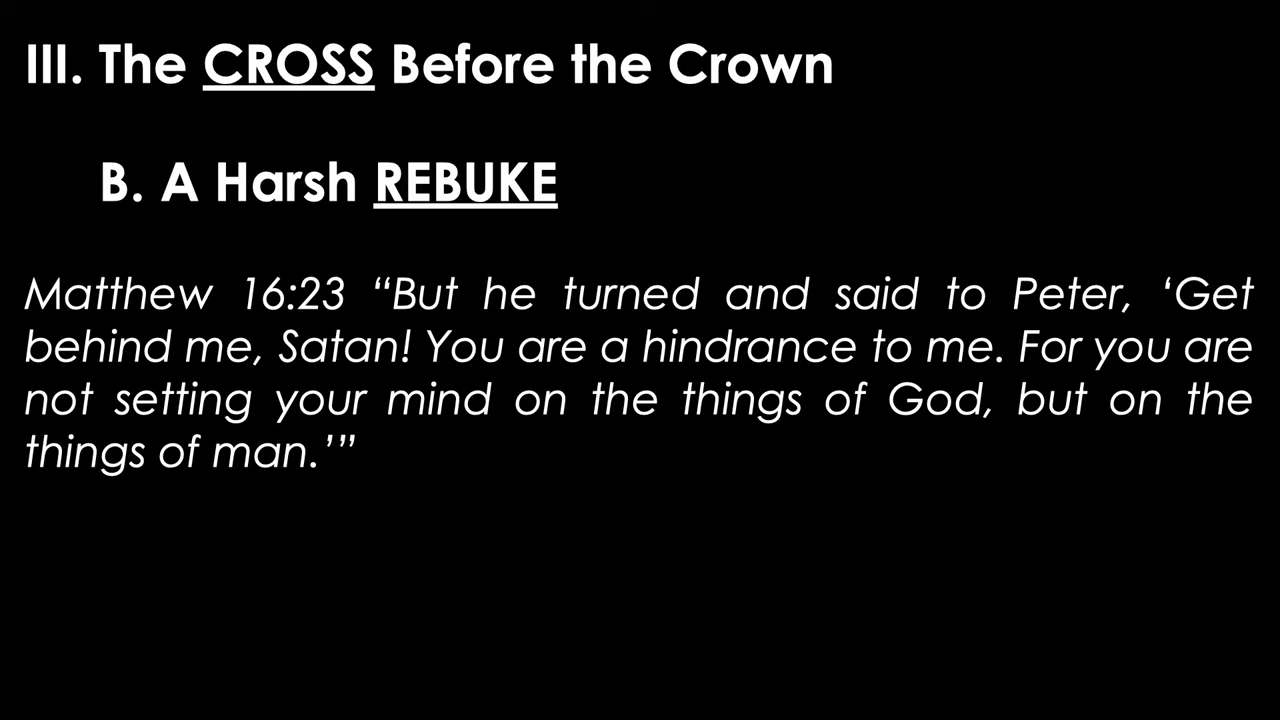 III. The CROSS Before the Crown
B. A Harsh REBUKE
Matthew 16:23 “But he turned and said to Peter, ‘Get
behind me, Satan! You are a hindrance to me. For you are
not setting your mind on the things of God, but on the
things of man.’”